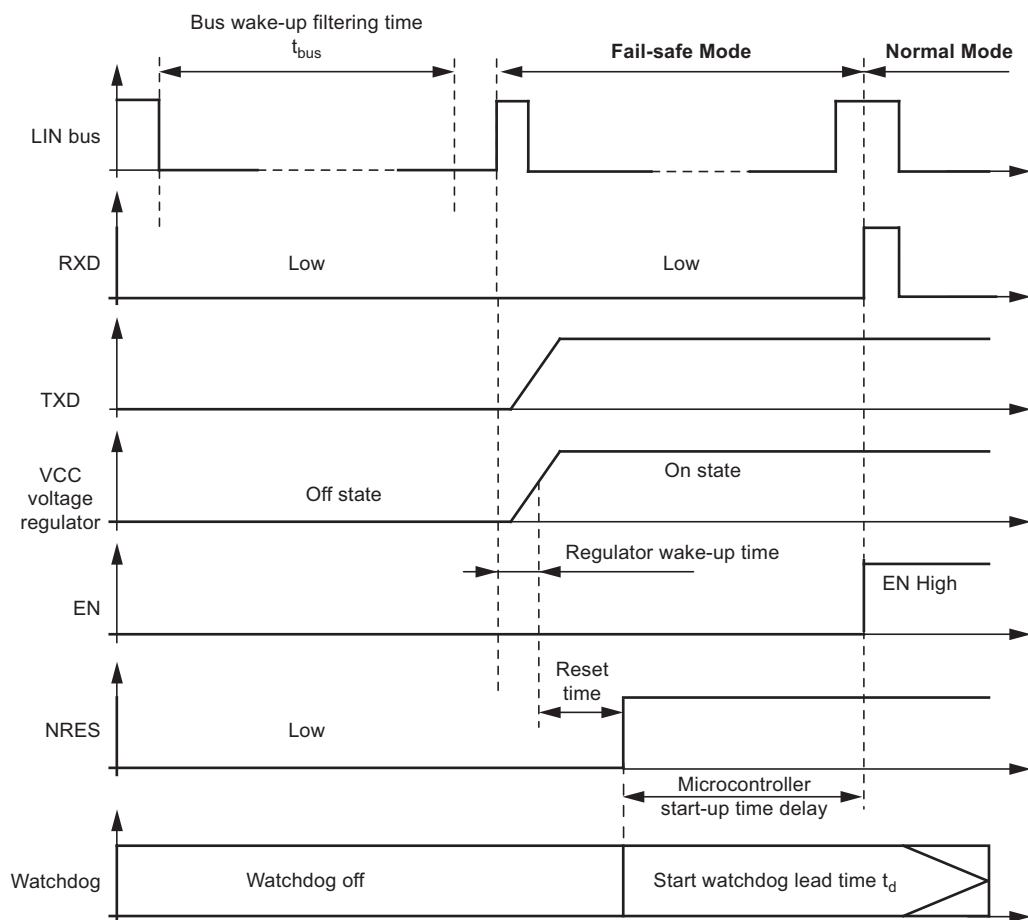 Bus wake-up filtering time
t_bus
Fail-safe Mode
Normal Mode
LIN bus
RXD
Low
Low
TXD
VCC
voltage
regulator
Off state
On state
Regulator wake-up time
EN
EN High
Reset
time
NRES
Low
Microcontroller
start-up time delay
Watchdog
Watchdog off
Start watchdog lead time t_d